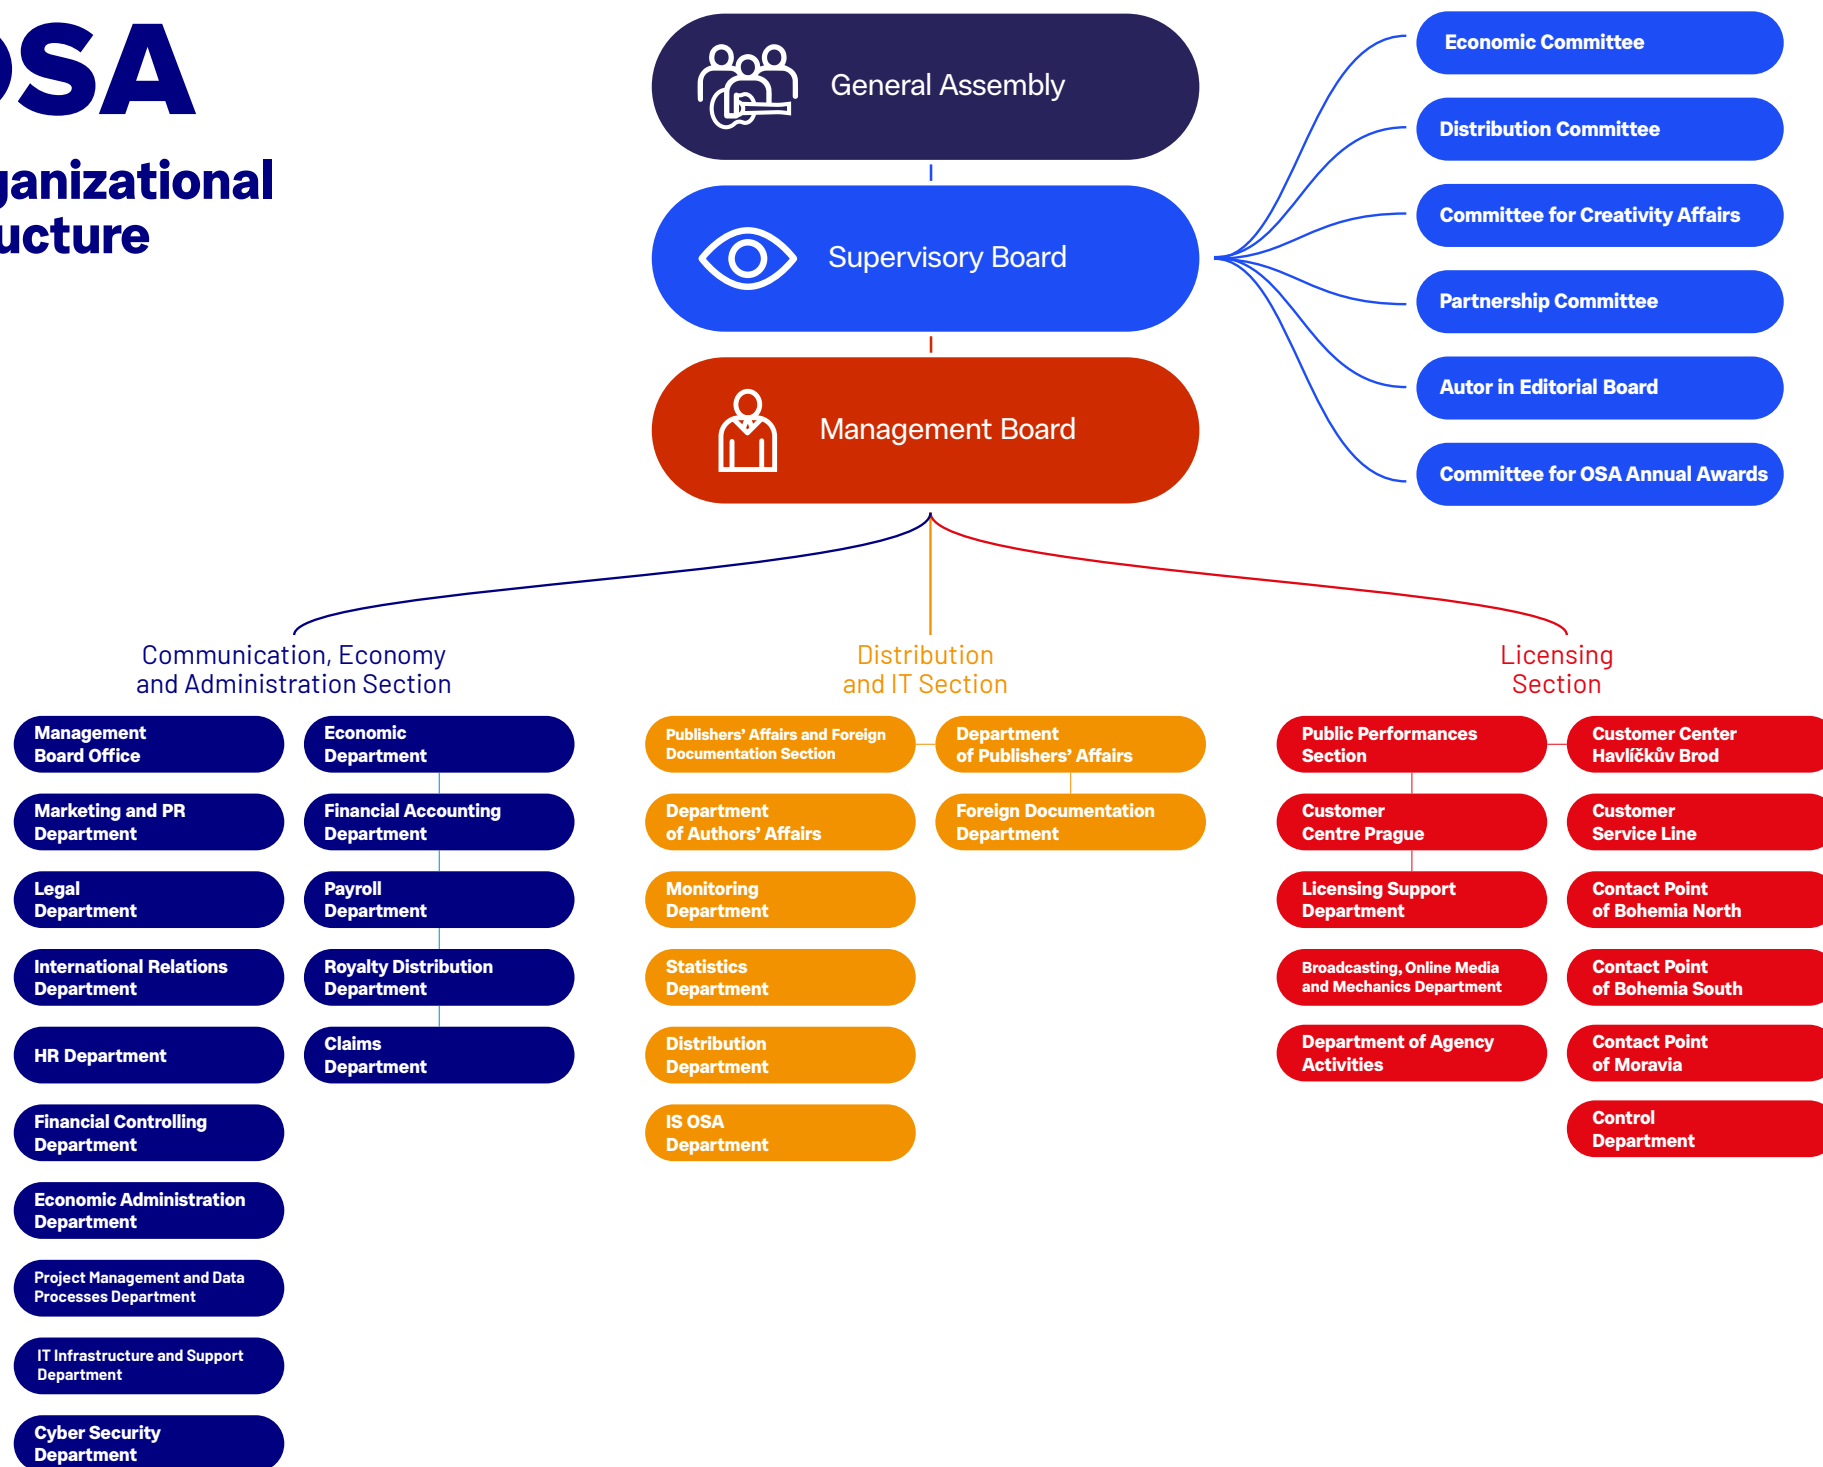 OSA
ganizational
ucture
General Assembly
Supervisory Board
Management Board
Economic Committee
Distribution Committee
Committee for Creativity Affairs
Partnership Committee
Autor in Editorial Board
Committee for OSA Annual Awards
Communication, Economy
and Administration Section
Management
Board Office
Marketing and PR
Department
Legal
Department
International Relations
Department
HR Department
Financial Controlling
Department
Economic Administration
Department
Project Management and Data
Processes Department
IT Infrastructure and Support
Department
Cyber Security
Department
Economic
Department
Financial Accounting
Department
Payroll
Department
Royalty Distribution
Department
Claims
Department
Distribution
and IT Section
Publishers’ Affairs and Foreign
Documentation Section
Department
of Authors’ Affairs
Monitoring
Department
Statistics
Department
Distribution
Department
IS OSA
Department
Department
of Publishers’ Affairs
Foreign Documentation
Department
Licensing
Section
Public Performances
Section
Customer
Centre Prague
Licensing Support
Department
Broadcasting, Online Media
and Mechanics Department
Department of Agency
Activities
Customer Center
Havlíčkův Brod
Customer
Service Line
Contact Point
of Bohemia North
Contact Point
of Bohemia South
Contact Point
of Moravia
Control
Department